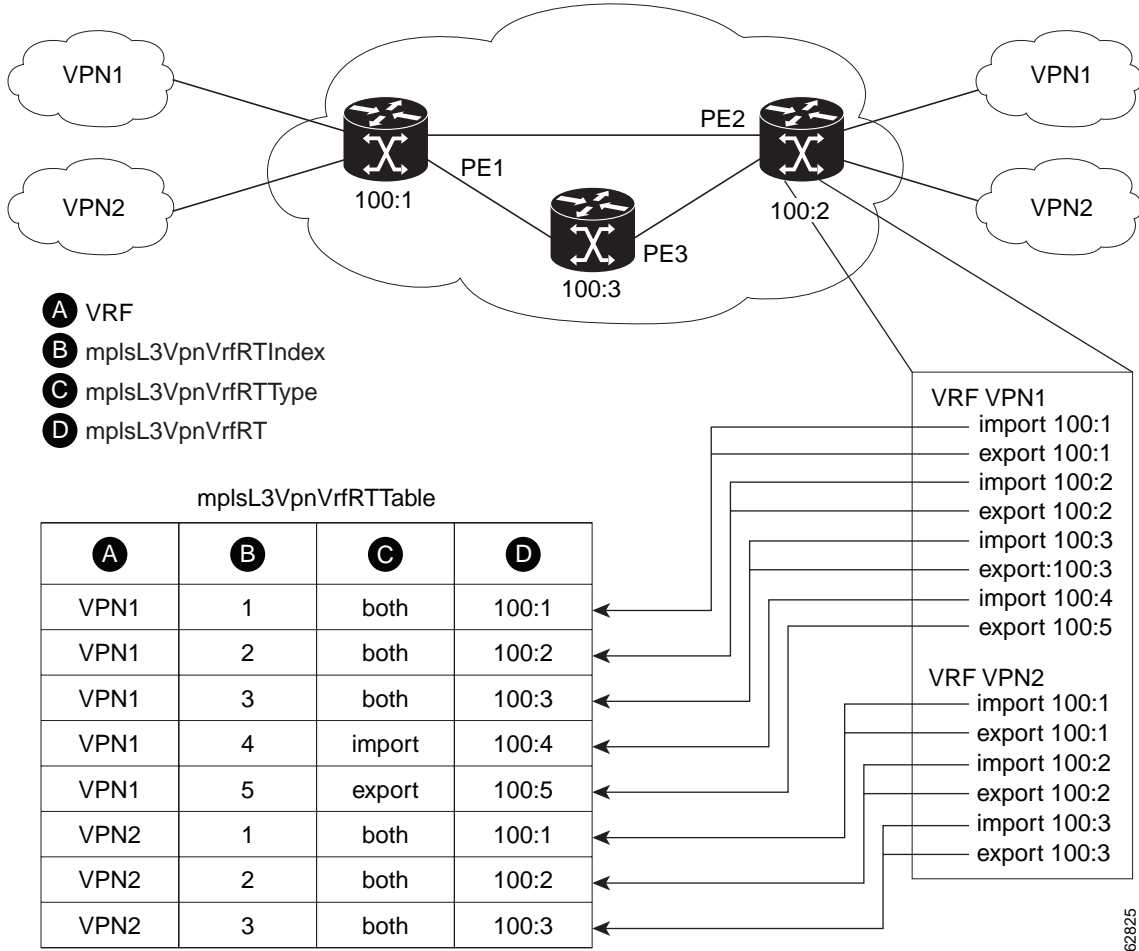 VPN1
VPN1
PE2
PE1
VPN2
100:1
100:2
VPN2
PE3
100:3
A VRF
B mplsL3VpnVrfRTIndex
C mplsL3VpnVrfRTType
D mplsL3VpnVrfRT
VRF VPN1
import 100:1
export 100:1
import 100:2
export 100:2
import 100:3
export:100:3
import 100:4
export 100:5
VRF VPN2
import 100:1
export 100:1
import 100:2
export 100:2
import 100:3
export 100:3
mplsL3VpnVrfRTTable
A B C D
VPN1 1 both 100:1
VPN1 2 both 100:2
VPN1 3 both 100:3
VPN1 4 import 100:4
VPN1 5 export 100:5
VPN2 1 both 100:1
VPN2 2 both 100:2
VPN2 3 both 100:3
62825